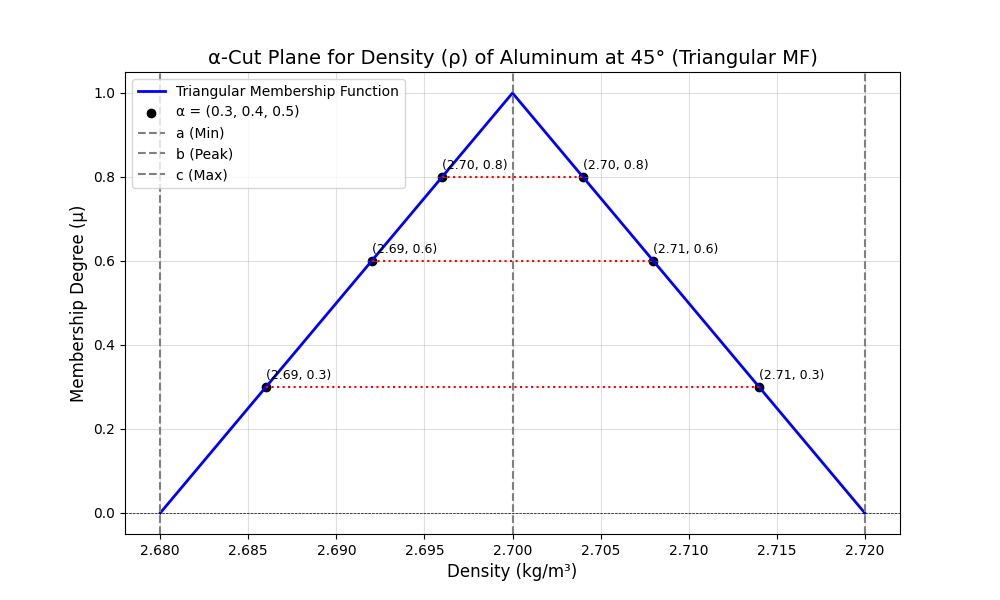 α-Cut Plane for Density (ρ) of Aluminum at 45° (Triangular MF)
Triangular Membership Function
α = (0.3, 0.4, 0.5)
a (Min)
b (Peak)
c (Max)
1.0
0.8
0.6
0.4
0.2
0.0
Membership Degree (μ)
(2.70, 0.8)
(2.70, 0.8)
(2.69, 0.6)
(2.71, 0.6)
(2.69, 0.3)
(2.71, 0.3)
2.680
2.685
2.690
2.695
2.700
2.705
2.710
2.715
2.720
Density (kg/m³)